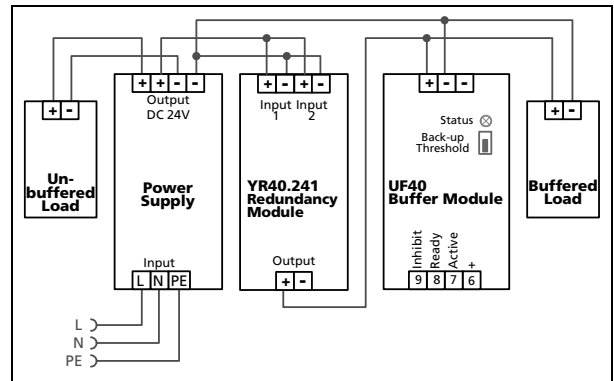 + -
Un-
buffered
Load
+ + - -
Output
DC 24V
Power
Supply
Input
L N PE
L
N
PE
+ - + -
Input Input
1 2
YR40.241
Redundancy
Module
Output
+ -
+ - -
Status
Back-up
Threshold
UF40
Buffer Module
Inhibit
Ready
Active
+
9 8 7 6
+ -
Buffered
Load